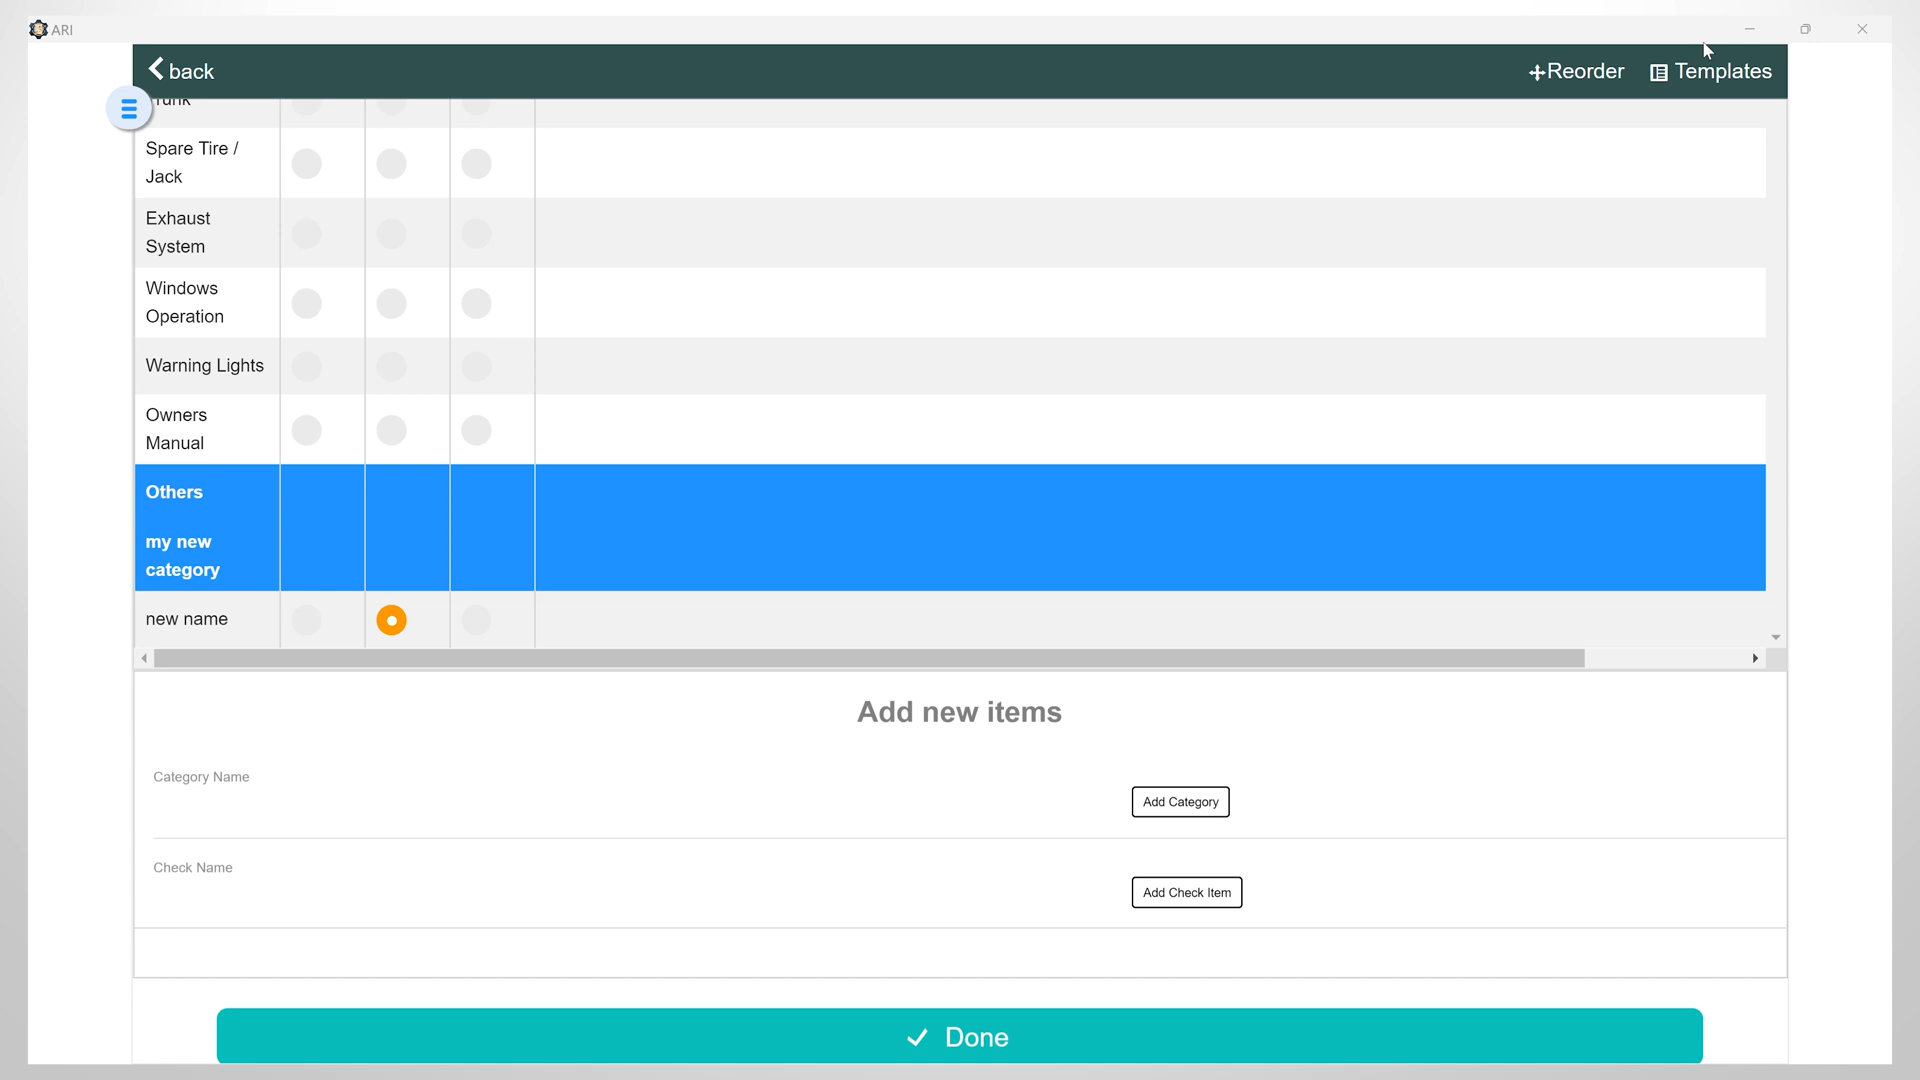 ARI
back
Reorder
Templates
Spare Tire /
Jack
Exhaust
System
Windows
Operation
Warning Lights
Owners
Manual
Others
my new
category
new name
Add new items
Category Name
Add Category
Check Name
Add Check Item
Done